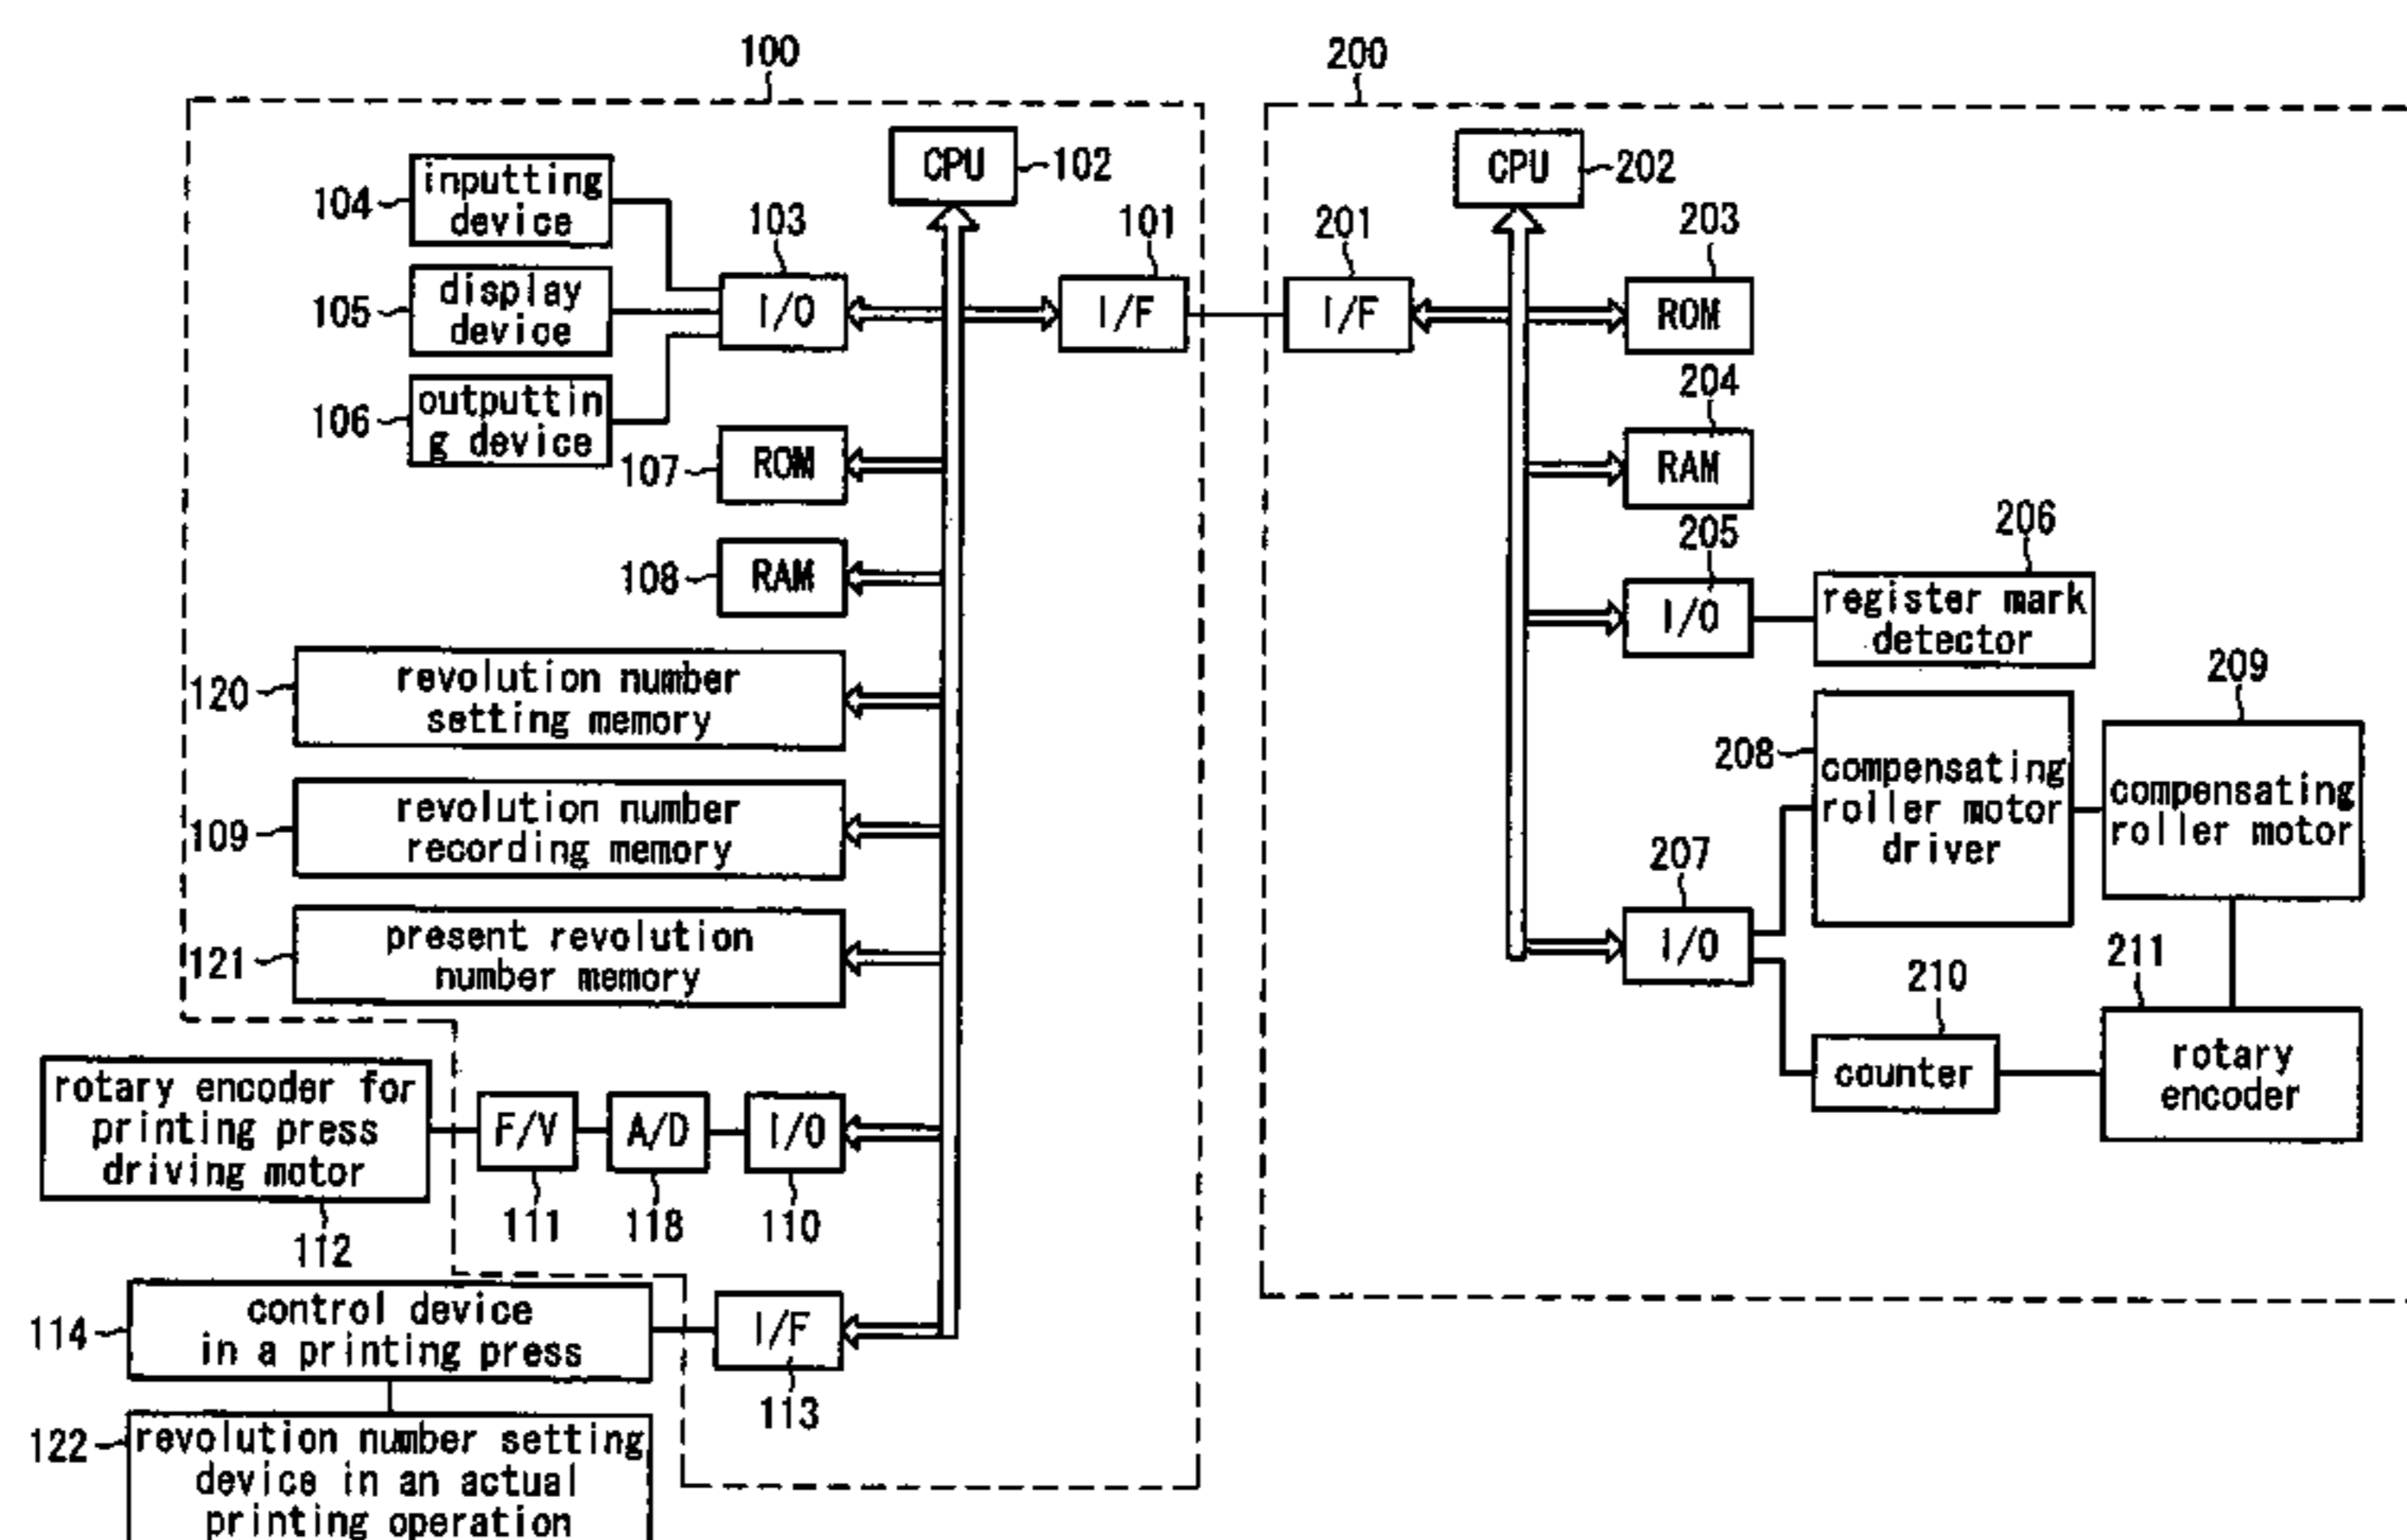 100
200
CPU
102
CPU
202
104
inputting
device
103
101
201
203
105
display
device
I/O
I/F
I/F
ROM
106
outputtin
g device
204
107
ROM
RAM
108
RAM
205
206
I/O
register mark
detector
120
revolution number
setting memory
209
208
compensating
roller motor
driver
compensating
roller motor
109
revolution number
recording memory
207
I/O
121
present revolution
number memory
210
211
counter
rotary
encoder
rotary encoder for
printing press
driving motor
F/V
A/D
I/O
111
118
110
112
114
control device
in a printing press
I/F
113
122
revolution number setting
device in an actual
printing operation